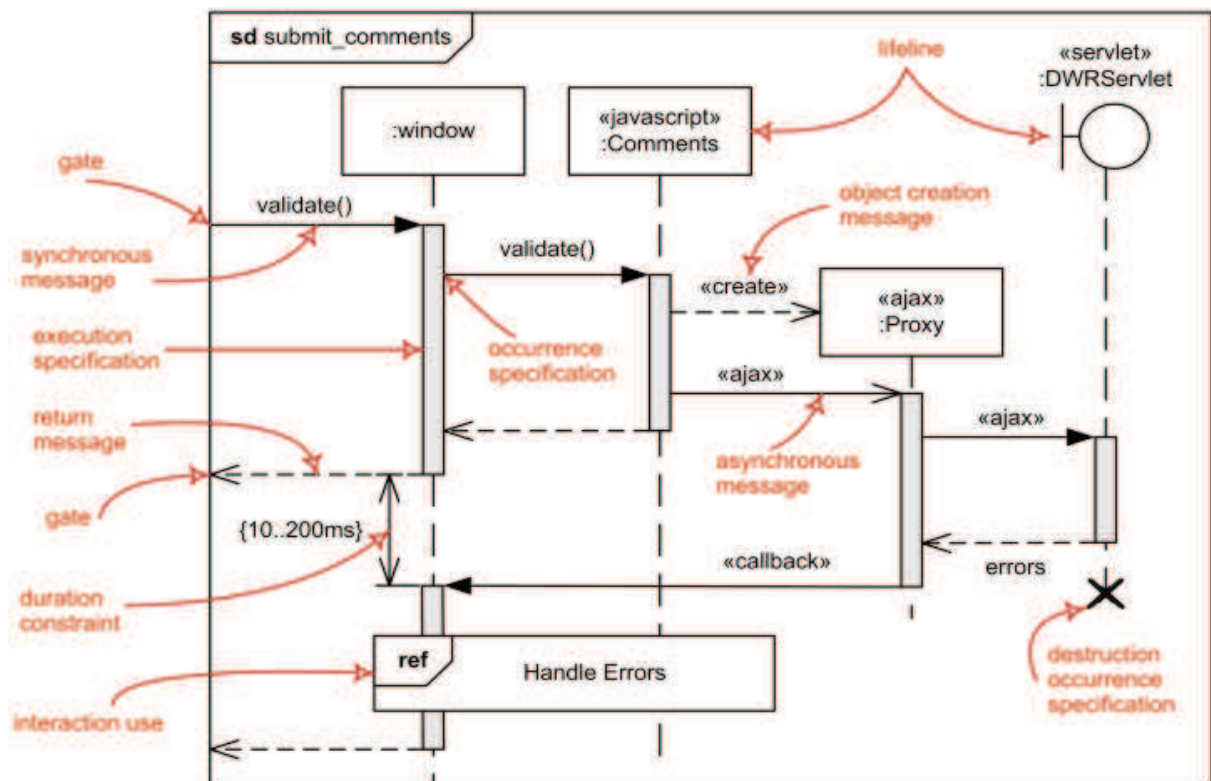 sd submit_comments
lifeline
«servlet»
:DWRServlet
:window
«javascript»
:Comments
gate
validate()
object creation
message
synchronous
message
validate()
«create»
«ajax»
:Proxy
execution
specification
occurrence
specification
«ajax»
return
message
«ajax»
asynchronous
message
gate
{10..200ms}
«callback»
errors
duration
constraint
ref
Handle Errors
destruction
occurrence
specification
interaction use